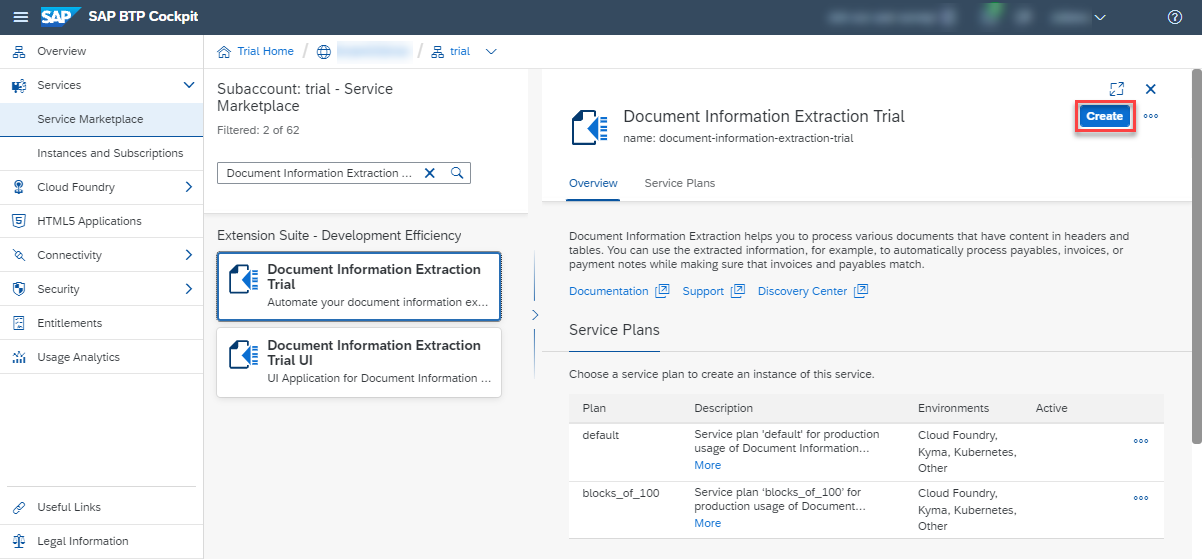 SAP SAP BTP Cockpit
Overview
Services
Service Marketplace
Instances and Subscriptions
Cloud Foundry
HTML5 Applications
Connectivity
Security
Entitlements
Usage Analytics
Useful Links
Legal Information
Trial Home / / trial
Subaccount: trial - Service
Marketplace
Filtered: 2 of 62
Document Information Extraction ...
Extension Suite - Development Efficiency
Document Information Extraction
Trial
Automate your document information ex...
Document Information Extraction
Trial UI
UI Application for Document Information ...
Document Information Extraction Trial
name: document-information-extraction-trial
Create
Overview Service Plans
Document Information Extraction helps you to process various documents that have content in headers and
tables. You can use the extracted information, for example, to automatically process payables, invoices, or
payment notes while making sure that invoices and payables match.
Documentation Support Discovery Center
Service Plans
Choose a service plan to create an instance of this service.
Plan Description Environments Active
default
Service plan 'default' for production
usage of Document Information...
More
Cloud Foundry,
Kyma, Kubernetes,
Other
blocks_of_100
Service plan 'blocks_of_100' for
production usage of Document...
More
Cloud Foundry,
Kyma, Kubernetes,
Other